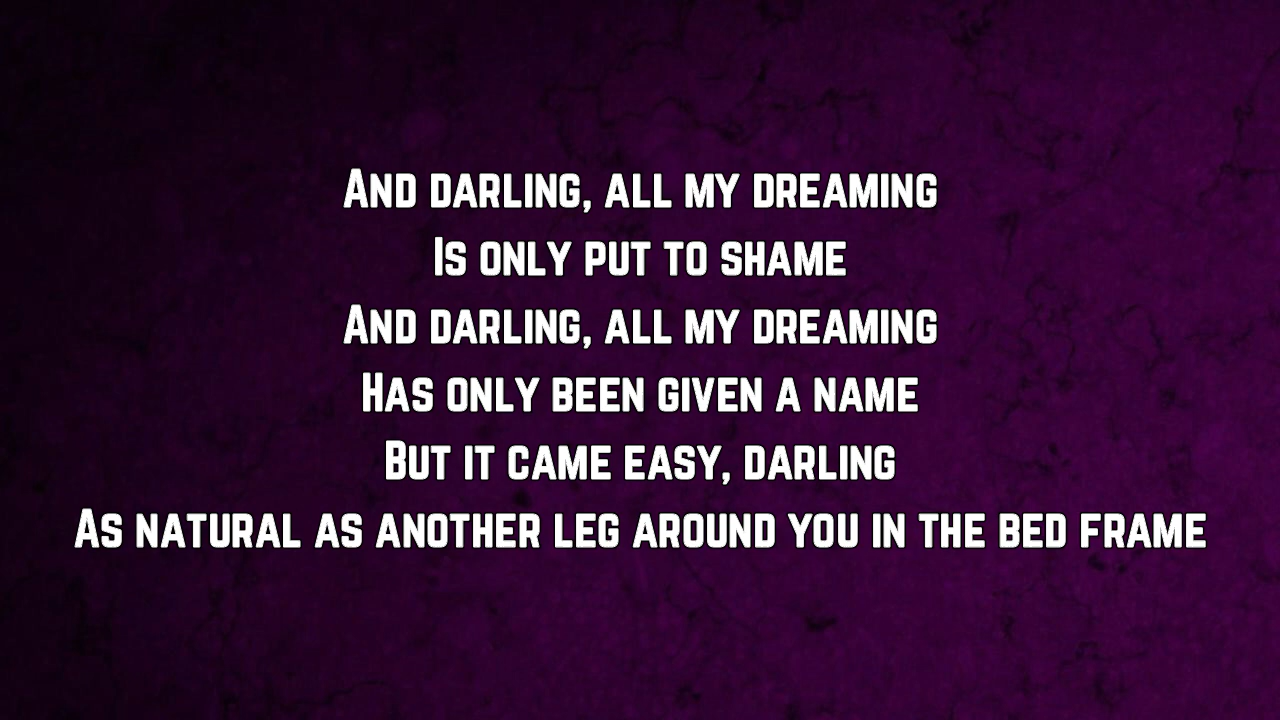 And darling, all my dreaming
Is only put to shame
And darling, all my dreaming
Has only been given a name
But it came easy, darling
As natural as another leg around you in the bed frame